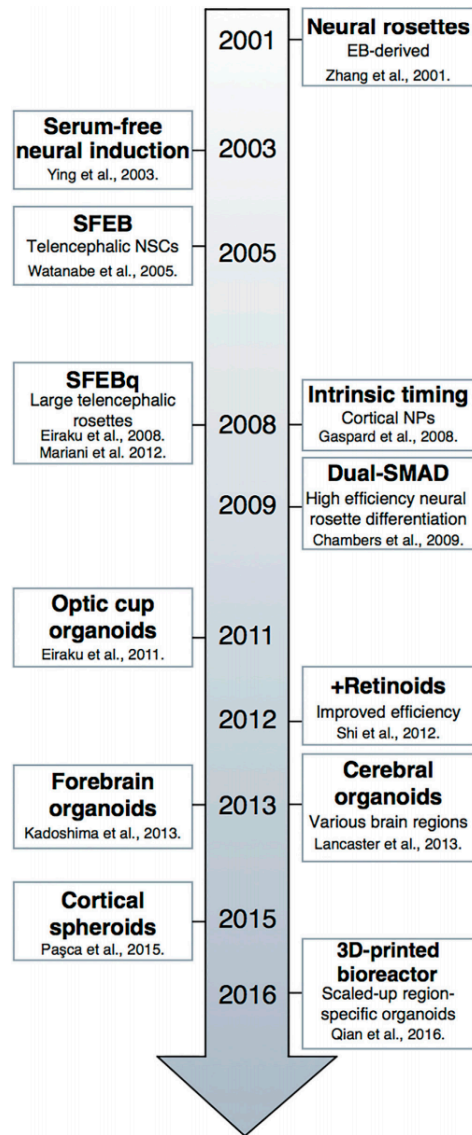 2001
Neural rosettes
EB-derived
Zhang et al., 2001.
Serum-free
neural induction
Ying et al., 2003.
2003
SFEB
Telencephalic NSCs
Watanabe et al., 2005.
2005
SFEBq
Large telencephalic
rosettes
Eiraku et al., 2008.
Mariani et al. 2012.
2008
Intrinsic timing
Cortical NPs
Gaspard et al., 2008.
2009
Dual-SMAD
High efficiency neural
rosette differentiation
Chambers et al., 2009.
Optic cup
organoids
Eiraku et al., 2011.
2011
2012
+Retinoids
Improved efficiency
Shi et al., 2012.
Forebrain
organoids
Kadoshima et al., 2013.
2013
Cerebral
organoids
Various brain regions
Lancaster et al., 2013.
Cortical
spheroids
Paşca et al., 2015.
2015
2016
3D-printed
bioreactor
Scaled-up region-
specific organoids
Qian et al., 2016.